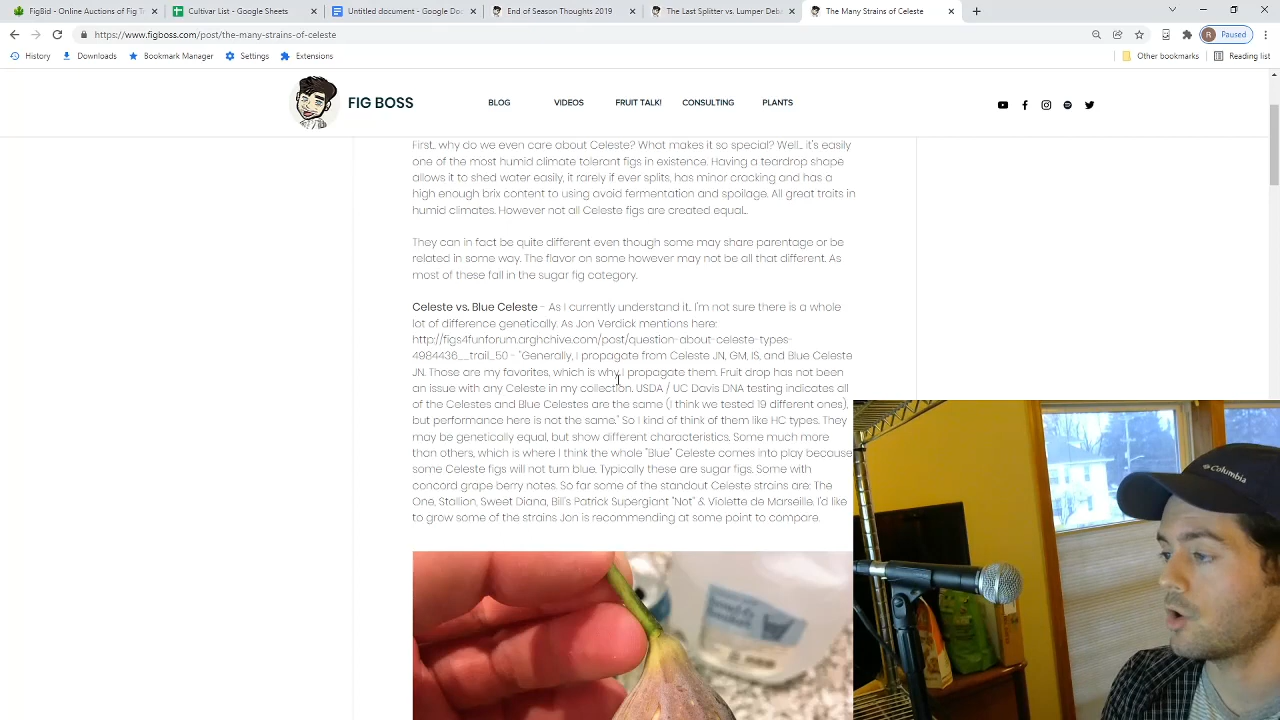 FigBid - Online Auctions of Fig T
Cultivar List - Google Sheets
Untitled document - Google Doc
End of Season Thoughts 2019
The Last Splitter vs. Lumper Deba
The Many Strains of Celeste
https://www.figboss.com/post/the-many-strains-of-celeste
R Paused
History
Downloads
Bookmark Manager
Settings
Extensions
Other bookmarks
Reading list
FIG BOSS
BLOG
VIDEOS
FRUIT TALK!
CONSULTING
PLANTS
First... why do we even care about Celeste? What makes it so special? Well... it's easily
one of the most humid climate tolerant figs in existence. Having a teardrop shape
allows it to shed water easily, it rarely if ever splits, has minor cracking and has a
high enough brix content to using avoid fermentation and spoilage. All great traits in
humid climates. However not all Celeste figs are created equal...
They can in fact be quite different even though some may share parentage or be
related in some way. The flavor on some however may not be all that different. As
most of these fall in the sugar fig category.
Celeste vs. Blue Celeste - As I currently understand it... I'm not sure there is a whole
lot of difference genetically. As Jon Verdick mentions here:
http://figs4funforum.arghchive.com/post/question-about-celeste-types-
4984436__trail_50 - "Generally, I propagate from Celeste JN, GM, IS, and Blue Celeste
JN. Those are my favorites, which is why I propagate them. Fruit drop has not been
an issue with any Celeste in my collection. USDA / UC Davis DNA testing indicates all
of the Celestes and Blue Celestes are the same (I think we tested 19 different ones),
but performance here is not the same." So I kind of think of them like HC types. They
may be genetically equal, but show different characteristics. Some much more
than others, which is where I think the whole "Blue" Celeste comes into play because
some Celeste figs will not turn blue. Typically these are sugar figs. Some with
concord grape berry notes. So far some of the standout Celeste strains are: The
One, Stallion, Sweet Diana, Bill's Patrick Supergiant "Not" & Violette de Marseille. I'd like
to grow some of the strains Jon is recommending at some point to compare.
Columbia